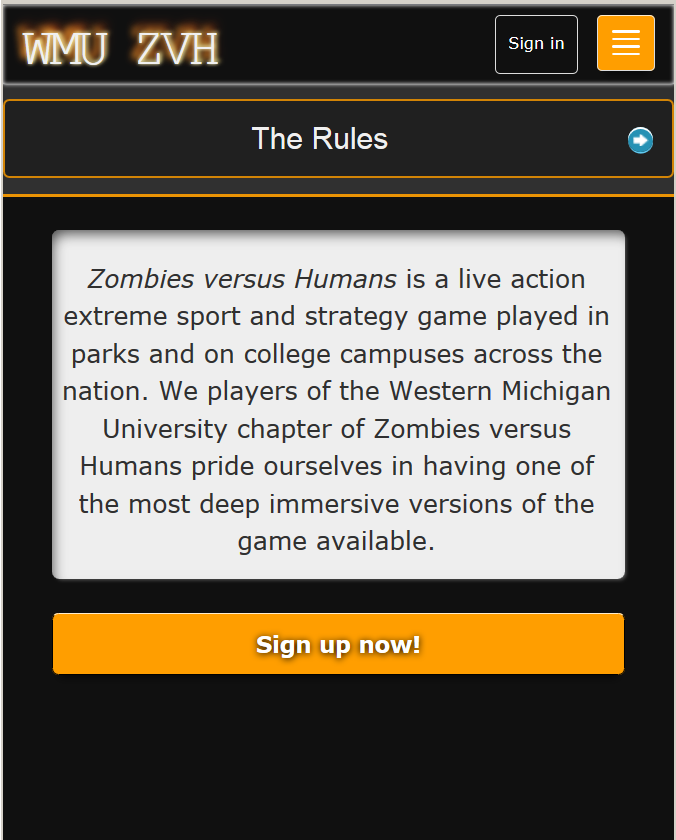 WMU ZVH
Sign in
The Rules
Zombies versus Humans is a live action
extreme sport and strategy game played in
parks and on college campuses across the
nation. We players of the Western Michigan
University chapter of Zombies versus
Humans pride ourselves in having one of
the most deep immersive versions of the
game available.
Sign up now!